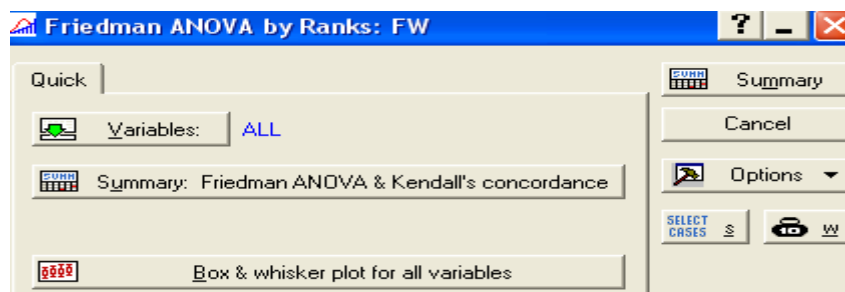 Friedman ANOVA by Ranks: FW
Quick
Summary
Variables: ALL
Cancel
Summary: Friedman ANOVA & Kendall's concordance
Options
SELECT CASES S W
Box & whisker plot for all variables